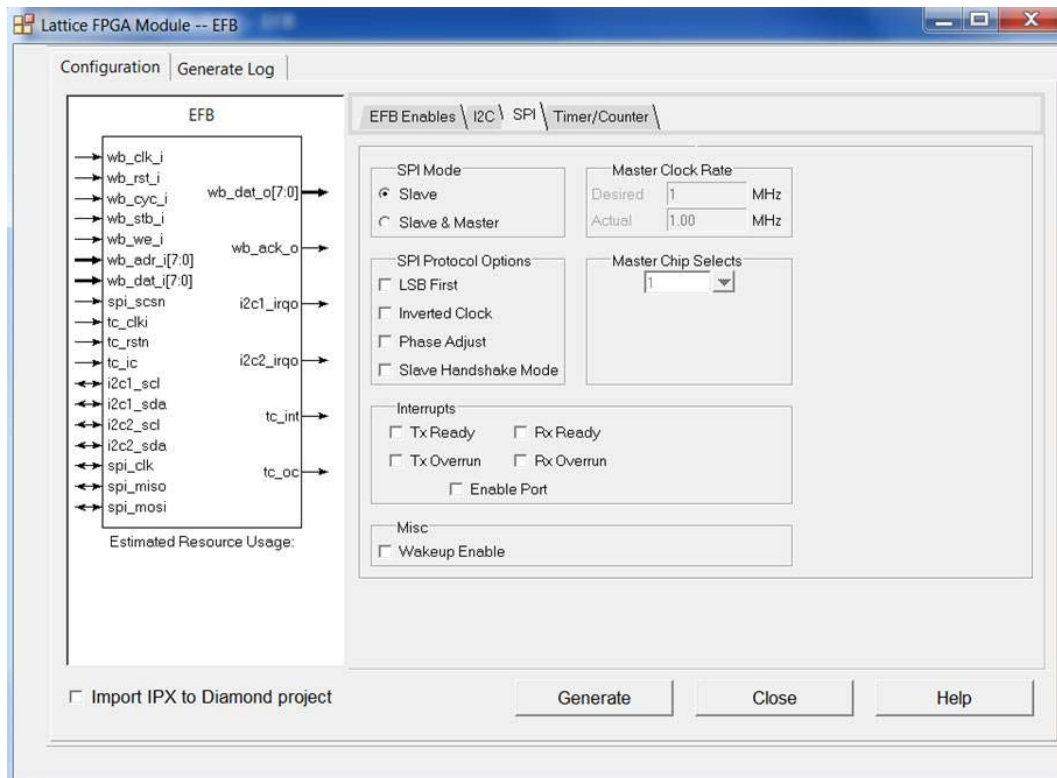 Lattice FPGA Module -- EFB
Configuration
Generate Log
EFB
wb_clk_i
wb_rst_i
wb_cyc_i
wb_stb_i
wb_we_i
wb_adr_i[7:0]
wb_dat_i[7:0]
spi_scsn
tc_clki
tc_rstn
tc_ic
i2c1_scl
i2c1_sda
i2c2_scl
i2c2_sda
spi_clk
spi_miso
spi_mosi
wb_dat_o[7:0]
wb_ack_o
i2c1_irqo
i2c2_irqo
tc_int
tc_oc
Estimated Resource Usage:
EFB Enables
I2C
SPI
Timer/Counter
SPI Mode
Slave
Slave & Master
Master Clock Rate
Desired 1 MHz
Actual 1.00 MHz
SPI Protocol Options
LSB First
Inverted Clock
Phase Adjust
Slave Handshake Mode
Master Chip Selects
1
Interrupts
Tx Ready Rx Ready
Tx Overrun Rx Overrun
Enable Port
Misc
Wakeup Enable
Import IPX to Diamond project
Generate
Close
Help